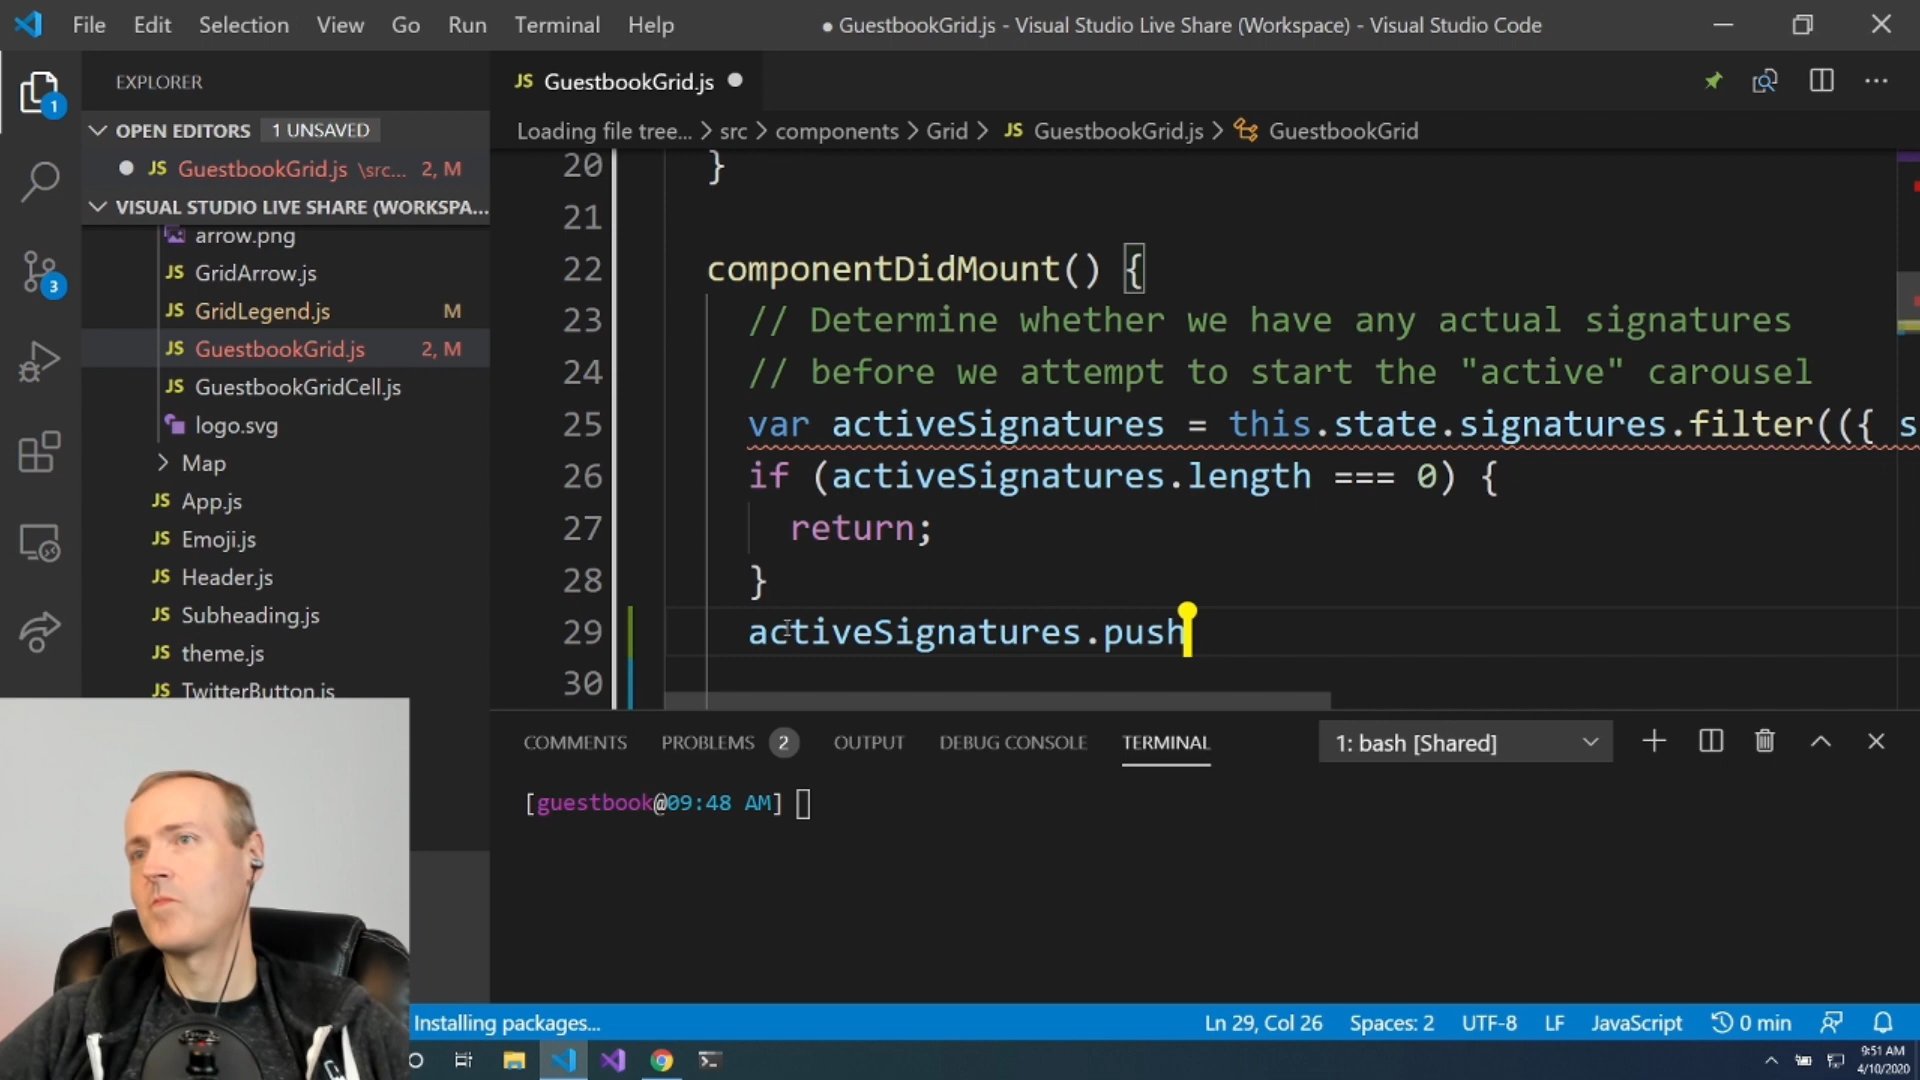 File Edit Selection View Go Run Terminal Help
● GuestbookGrid.js - Visual Studio Live Share (Workspace) - Visual Studio Code
EXPLORER
OPEN EDITORS 1 UNSAVED
JS GuestbookGrid.js \src... 2, M
VISUAL STUDIO LIVE SHARE (WORKSPA...
arrow.png
JS GridArrow.js
JS GridLegend.js M
JS GuestbookGrid.js 2, M
JS GuestbookGridCell.js
logo.svg
Map
JS App.js
JS Emoji.js
JS Header.js
JS Subheading.js
JS theme.js
JS TwitterButton.js
1
3
JS GuestbookGrid.js
Loading file tree... > src > components > Grid > JS GuestbookGrid.js > GuestbookGrid
20 }
21
22 componentDidMount() {
23 // Determine whether we have any actual signatures
24 // before we attempt to start the "active" carousel
25 var activeSignatures = this.state.signatures.filter(({ s
26 if (activeSignatures.length === 0) {
27 return;
28 }
29 activeSignatures.push
30
COMMENTS PROBLEMS 2 OUTPUT DEBUG CONSOLE TERMINAL 1: bash [Shared]
[guestbook@09:48 AM]
Installing packages... Ln 29, Col 26 Spaces: 2 UTF-8 LF JavaScript 0 min
9:51 AM
4/10/2020